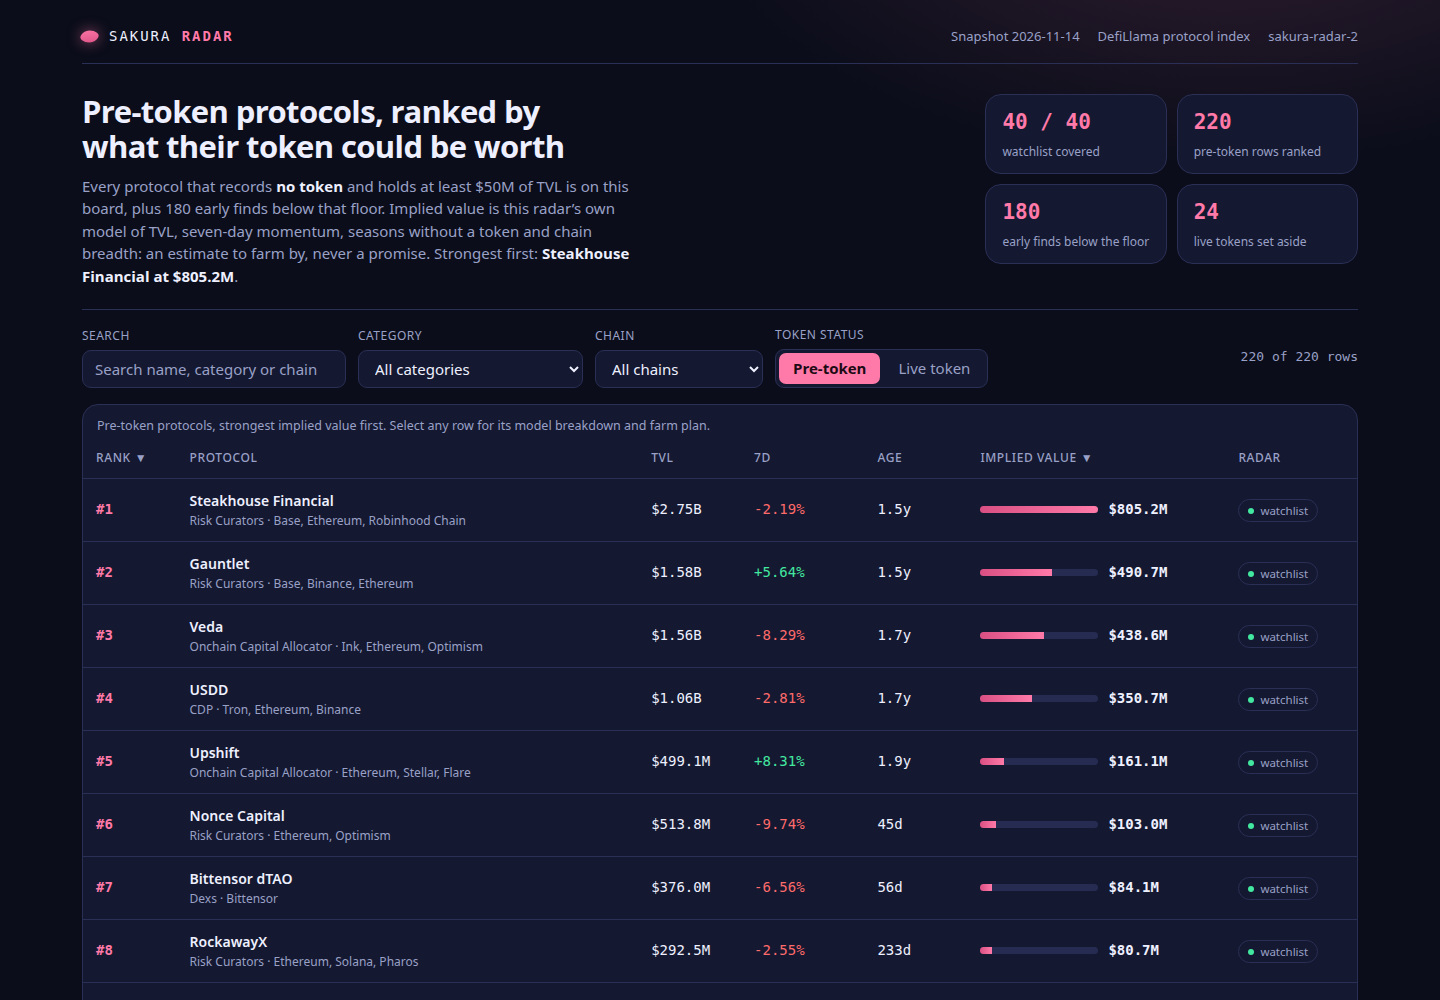 SAKURA RADAR
Snapshot 2026-11-14 DefiLlama protocol index sakura-radar-2
Pre-token protocols, ranked by
what their token could be worth
Every protocol that records no token and holds at least $50M of TVL is on this
board, plus 180 early finds below that floor. Implied value is this radar's own
model of TVL, seven-day momentum, seasons without a token and chain
breadth: an estimate to farm by, never a promise. Strongest first: Steakhouse
Financial at $805.2M.
40 / 40
watchlist covered
220
pre-token rows ranked
180
early finds below the floor
24
live tokens set aside
SEARCH
Search name, category or chain
CATEGORY
All categories
CHAIN
All chains
TOKEN STATUS
Pre-token Live token
220 of 220 rows
Pre-token protocols, strongest implied value first. Select any row for its model breakdown and farm plan.
RANK ▼ PROTOCOL TVL 7D AGE IMPLIED VALUE ▼ RADAR
#1 Steakhouse Financial $2.75B -2.19% 1.5y $805.2M watchlist
Risk Curators · Base, Ethereum, Robinhood Chain
#2 Gauntlet $1.58B +5.64% 1.5y $490.7M watchlist
Risk Curators · Base, Binance, Ethereum
#3 Veda $1.56B -8.29% 1.7y $438.6M watchlist
Onchain Capital Allocator · Ink, Ethereum, Optimism
#4 USDD $1.06B -2.81% 1.7y $350.7M watchlist
CDP · Tron, Ethereum, Binance
#5 Upshift $499.1M +8.31% 1.9y $161.1M watchlist
Onchain Capital Allocator · Ethereum, Stellar, Flare
#6 Nonce Capital $513.8M -9.74% 45d $103.0M watchlist
Risk Curators · Ethereum, Optimism
#7 Bittensor dTAO $376.0M -6.56% 56d $84.1M watchlist
Dexs · Bittensor
#8 RockawayX $292.5M -2.55% 233d $80.7M watchlist
Risk Curators · Ethereum, Solana, Pharos